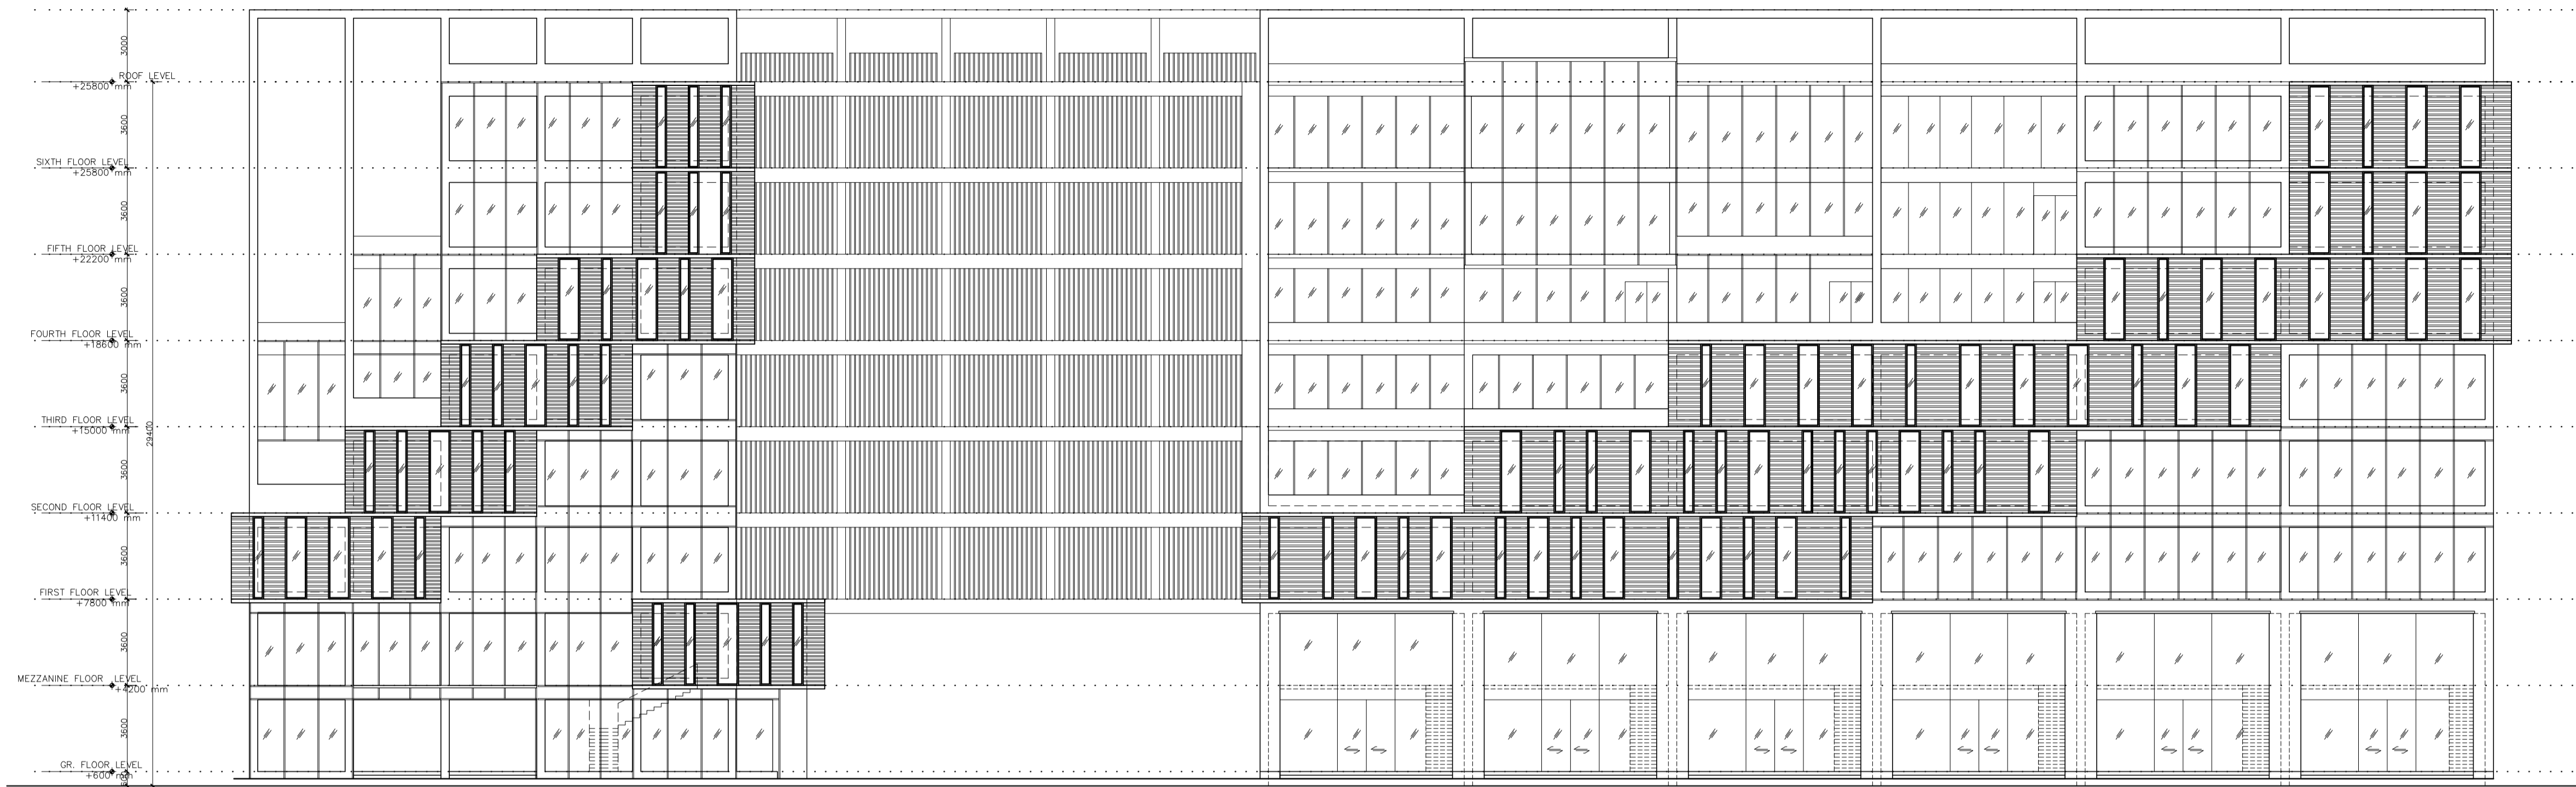 3000
ROOF LEVEL
+25800 mm
3600
SIXTH FLOOR LEVEL
+25800 mm
3600
FIFTH FLOOR LEVEL
+22200 mm
3600
FOURTH FLOOR LEVEL
+18600 mm
3600
THIRD FLOOR LEVEL
+15000 mm
29400
3600
SECOND FLOOR LEVEL
+11400 mm
3600
FIRST FLOOR LEVEL
+7800 mm
3600
MEZZANINE FLOOR LEVEL
+4200 mm
3600
GR. FLOOR LEVEL
+600 mm